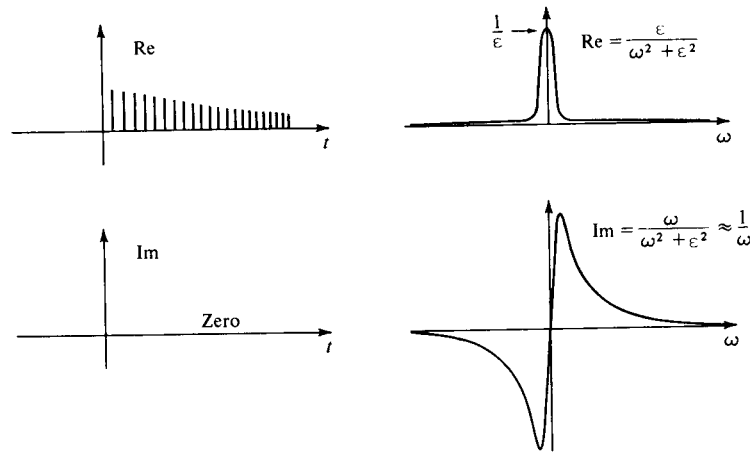 Re
t
1/ε
Re = ε/(ω² + ε²)
ω
Im
Zero
t
Im = ω/(ω² + ε²) ≈ 1/ω
ω